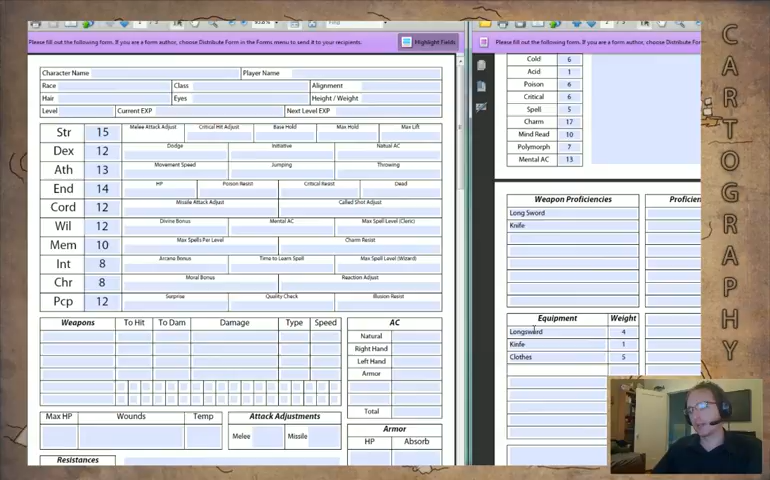 Please fill out the following form. If you are a form author, choose Distribute Form in the Forms menu to send it to your recipients.
Highlight Fields
Character Name Player Name
Race Class Alignment
Hair Eyes Height / Weight
Level Current EXP Next Level EXP
Str 15 Melee Attack Adjust Critical Hit Adjust Base Hold Max Hold Max Lift
Dex 12 Dodge Initiative Natural AC
Ath 13 Movement Speed Jumping Throwing
End 14 HP Poison Resist Critical Resist Dead
Cord 12 Missile Attack Adjust Called Shot Adjust
Wil 12 Divine Bonus Mental AC Max Spell Level (Cleric)
Mem 10 Max Spells Per Level Charm Resist
Int 8 Arcane Bonus Time to Learn Spell Max Spell Level (Wizard)
Chr 8 Moral Bonus Reaction Adjust
Pcp 12 Surprise Quality Check Illusion Resist
Weapons To Hit To Dam Damage Type Speed
AC
Natural
Right Hand
Left Hand
Armor
Total
Max HP Wounds Temp
Attack Adjustments
Melee Missile
Armor
HP Absorb
Resistances
Please fill out the following form. If you are a form author, choose Distribute Form in the Form
Cold 6
Acid 1
Poison 6
Critical 6
Spell 5
Charm 17
Mind Read 10
Polymorph 7
Mental AC 13
Weapon Proficiencies
Long Sword
Knife
Proficien
Equipment Weight
Longsword 4
Kinfe 1
Clothes 5
CARTOGRAPHY